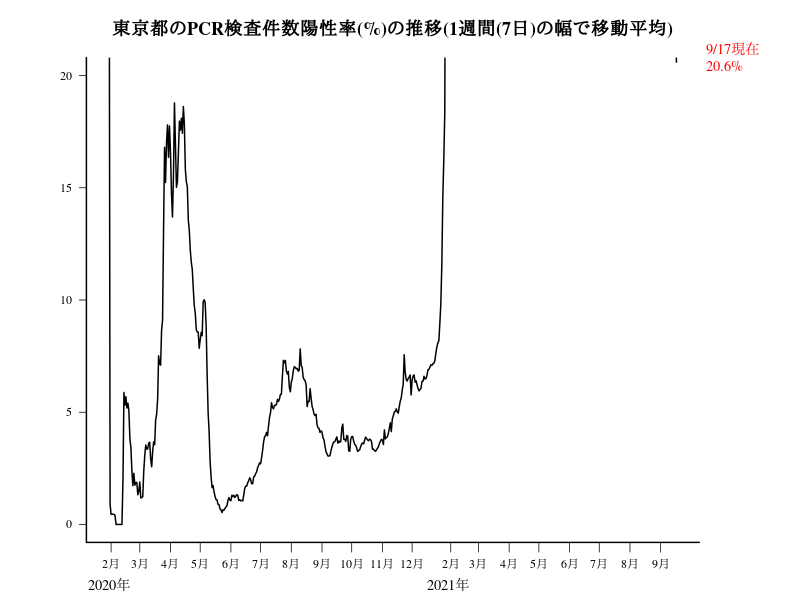 東京都のPCR検査件数陽性率(%)の推移(1週間(7日)の幅で移動平均)
9/17現在
20.6%
20
15
10
5
0
2月 3月 4月 5月 6月 7月 8月 9月 10月 11月 12月 2月 3月 4月 5月 6月 7月 8月 9月
2020年 2021年